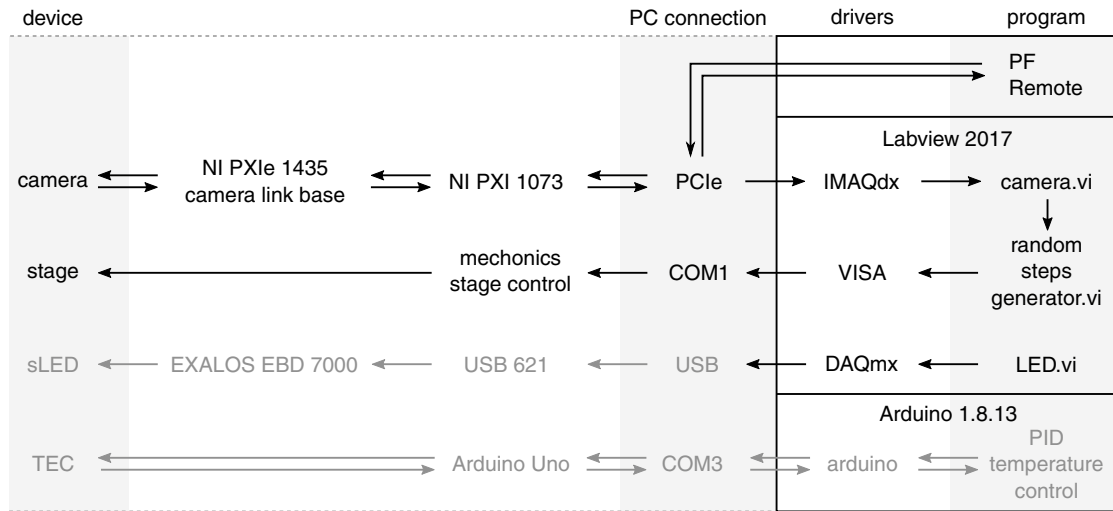 device PC connection drivers program
PF
Remote
Labview 2017
camera NI PXIe 1435 camera link base NI PXI 1073 PCIe IMAQdx camera.vi
stage mechonics stage control COM1 VISA random steps generator.vi
sLED EXALOS EBD 7000 USB 621 USB DAQmx LED.vi
Arduino 1.8.13
TEC Arduino Uno COM3 arduino PID temperature control